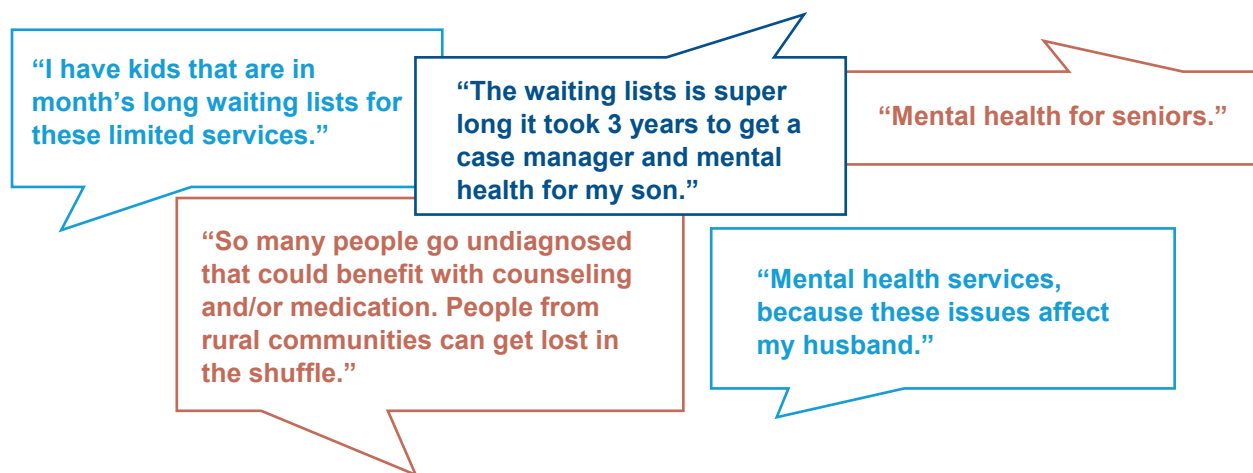 “I have kids that are in
month’s long waiting lists for
these limited services.”
“The waiting lists is super
long it took 3 years to get a
case manager and mental
health for my son.”
“Mental health for seniors.”
“So many people go undiagnosed
that could benefit with counseling
and/or medication. People from
rural communities can get lost in
the shuffle.”
“Mental health services,
because these issues affect
my husband.”